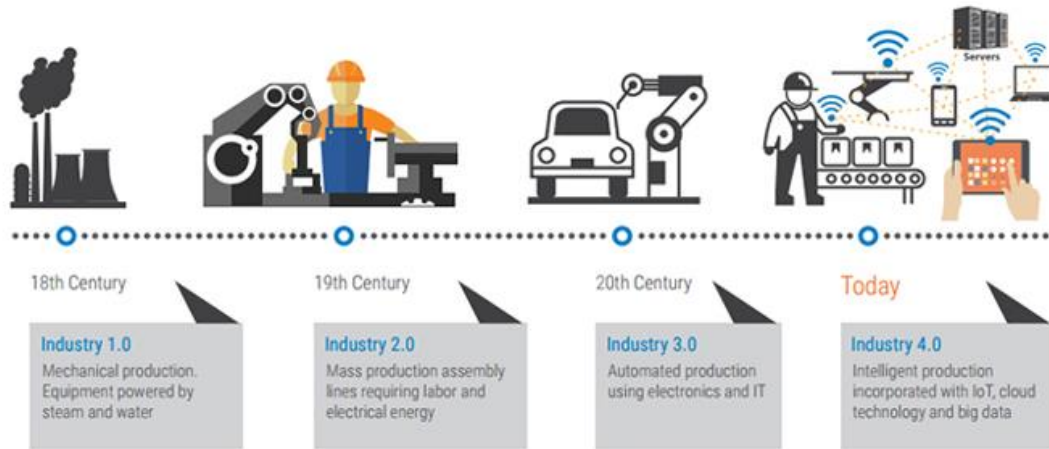 Servers
18th Century
19th Century
20th Century
Today
Industry 1.0
Mechanical production.
Equipment powered by
steam and water
Industry 2.0
Mass production assembly
lines requiring labor and
electrical energy
Industry 3.0
Automated production
using electronics and IT
Industry 4.0
Intelligent production
incorporated with IoT, cloud
technology and big data